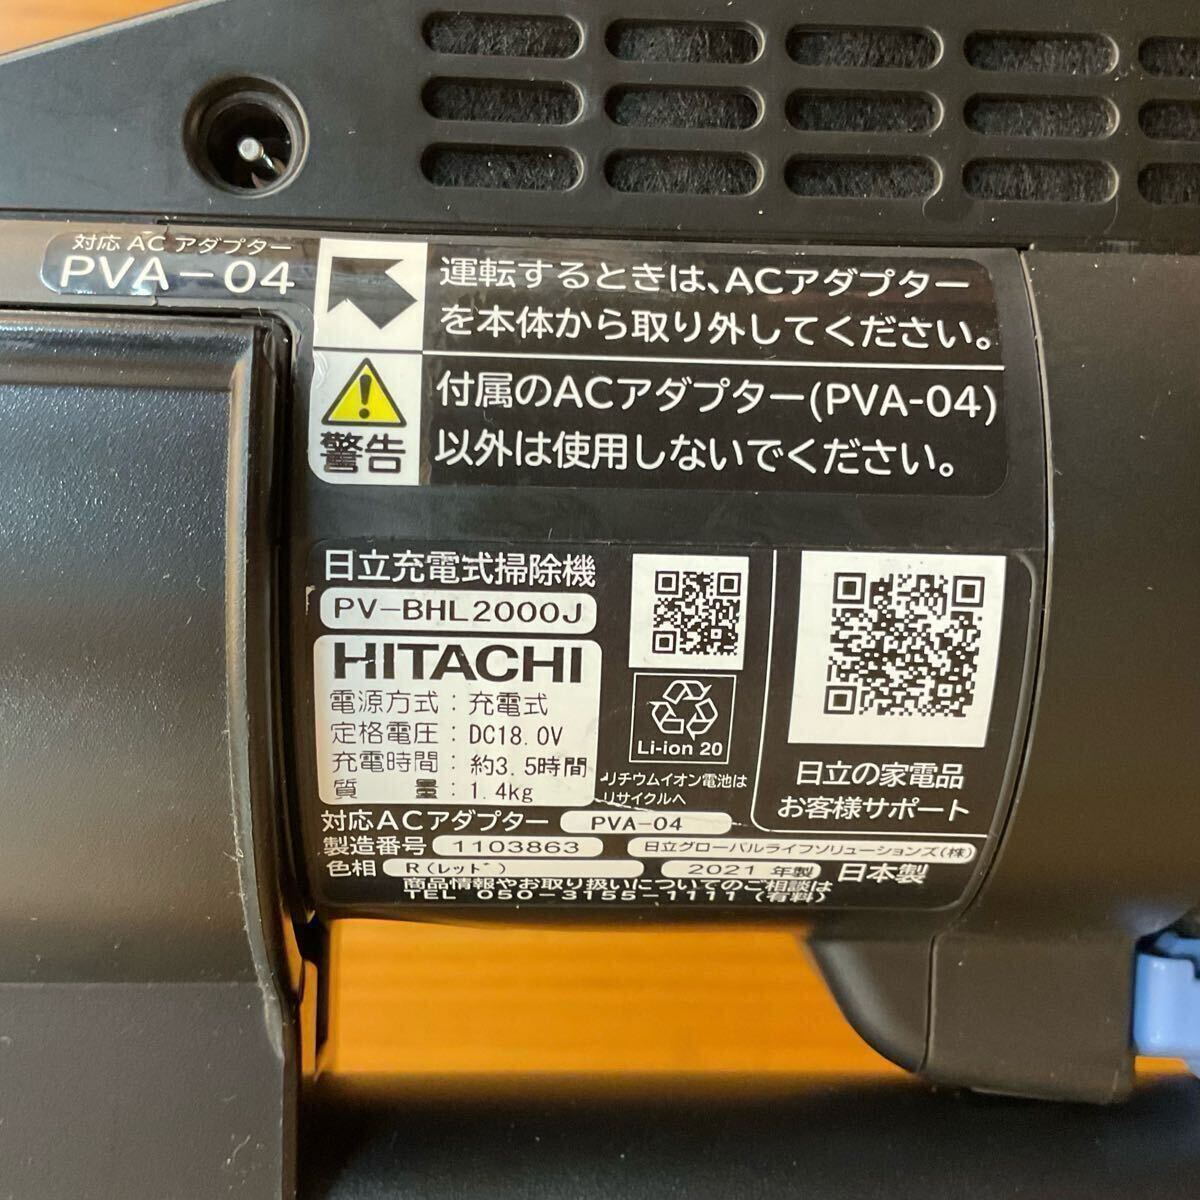 対応 AC アダプター
PVA-04
運転するときは、ACアダプター
を本体から取り外してください。
警告
付属のACアダプター(PVA-04)
以外は使用しないでください。
日立充電式掃除機
PV-BHL2000J
HITACHI
電源方式：充電式
定格電圧：DC18.0V
充電時間：約3.5時間
質　　量：1.4kg
Li-ion 20
リチウムイオン電池は
リサイクルへ
日立の家電品
お客様サポート
対応ACアダプター PVA-04
製造番号 1103863 日立グローバルライフソリューションズ(株)
色相 R(レッド) 2021 年製 日本製
商品情報やお取り扱いについてのご相談は
TEL 050-3155-1111(有料)